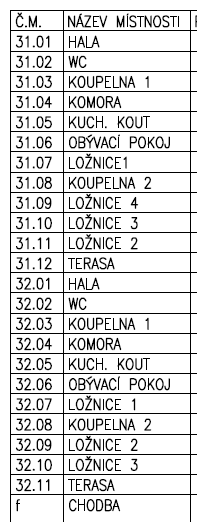 Č.M. NÁZEV MÍSTNOSTI
31.01 HALA
31.02 WC
31.03 KOUPELNA 1
31.04 KOMORA
31.05 KUCH. KOUT
31.06 OBÝVACÍ POKOJ
31.07 LOŽNICE1
31.08 KOUPELNA 2
31.09 LOŽNICE 4
31.10 LOŽNICE 3
31.11 LOŽNICE 2
31.12 TERASA
32.01 HALA
32.02 WC
32.03 KOUPELNA 1
32.04 KOMORA
32.05 KUCH. KOUT
32.06 OBÝVACÍ POKOJ
32.07 LOŽNICE 1
32.08 KOUPELNA 2
32.09 LOŽNICE 2
32.10 LOŽNICE 3
32.11 TERASA
f CHODBA